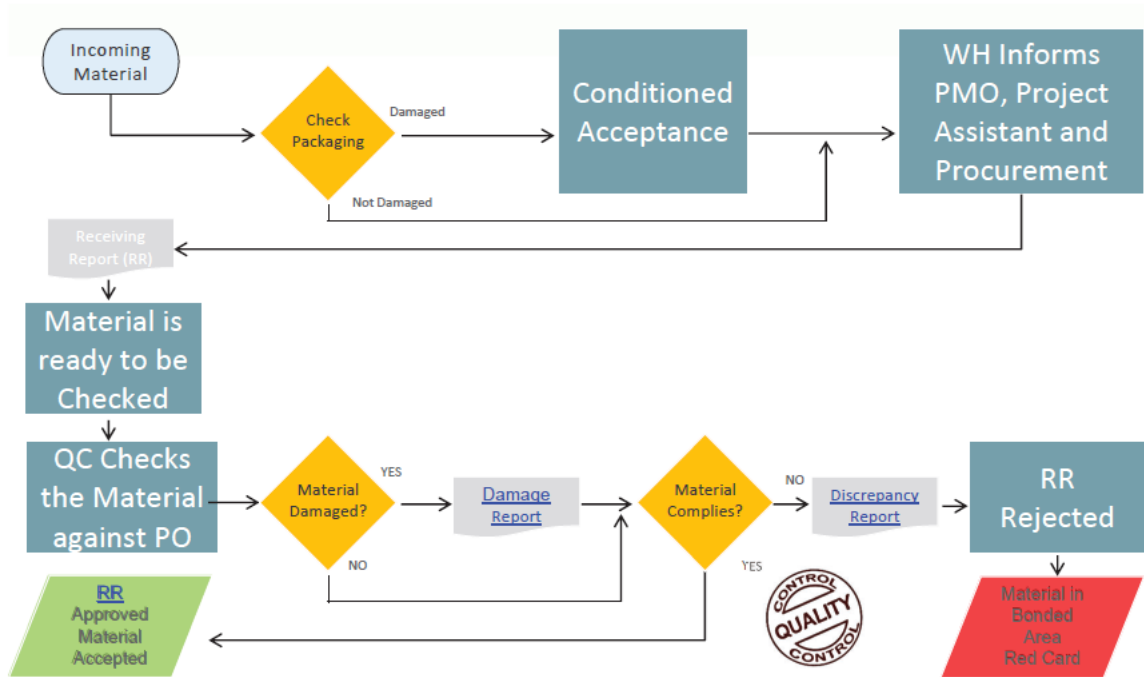 Incoming
Material
Check
Packaging
Damaged
Not Damaged
Conditioned
Acceptance
WH Informs
PMO, Project
Assistant and
Procurement
Receiving
Report (RR)
Material is
ready to be
Checked
QC Checks
the Material
against PO
Material
Damaged?
YES
NO
Damage
Report
Material
Complies?
NO
YES
Discrepancy
Report
RR
Rejected
RR
Approved
Material
Accepted
CONTROL
QUALITY
CONTROL
Material in
Bonded
Area
Red Card